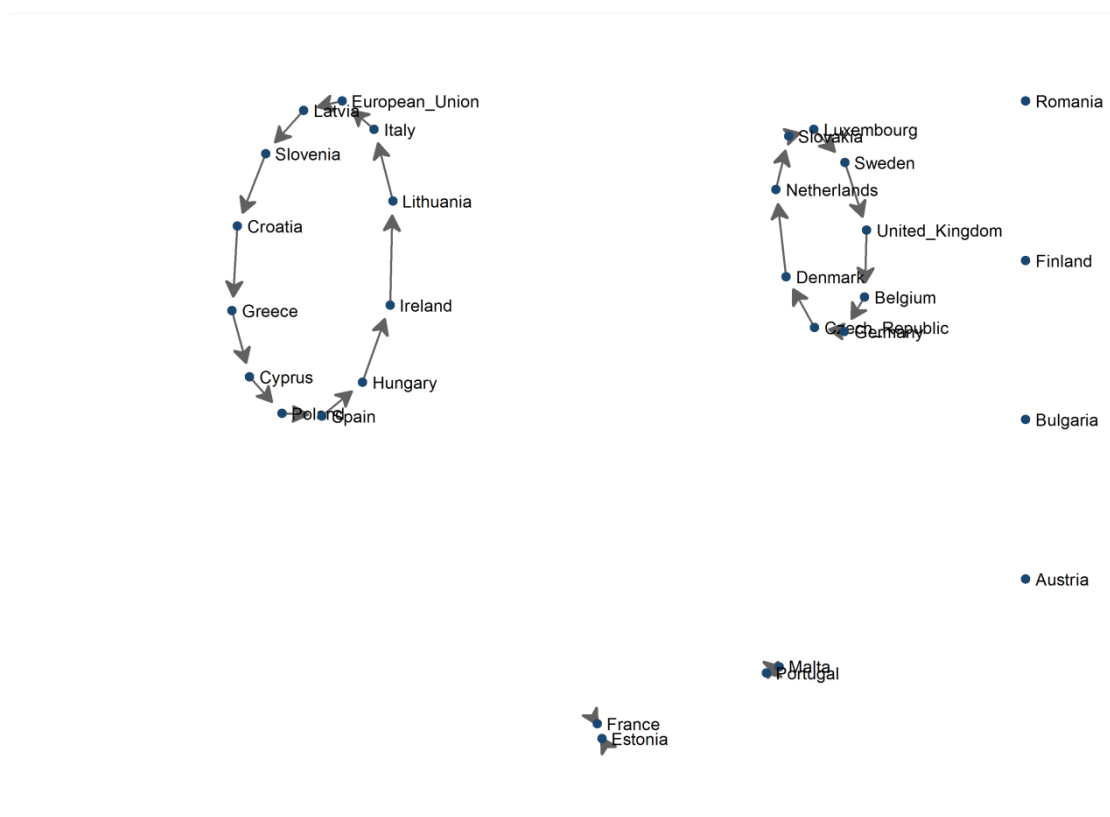 European_Union
Romania
Latvia
Italy
Luxembourg
Slovakia
Slovenia
Sweden
Netherlands
Lithuania
Croatia
United_Kingdom
Finland
Denmark
Belgium
Ireland
Greece
Czech_Republic
Germany
Cyprus
Hungary
Poland
Spain
Bulgaria
Austria
Malta
Portugal
France
Estonia